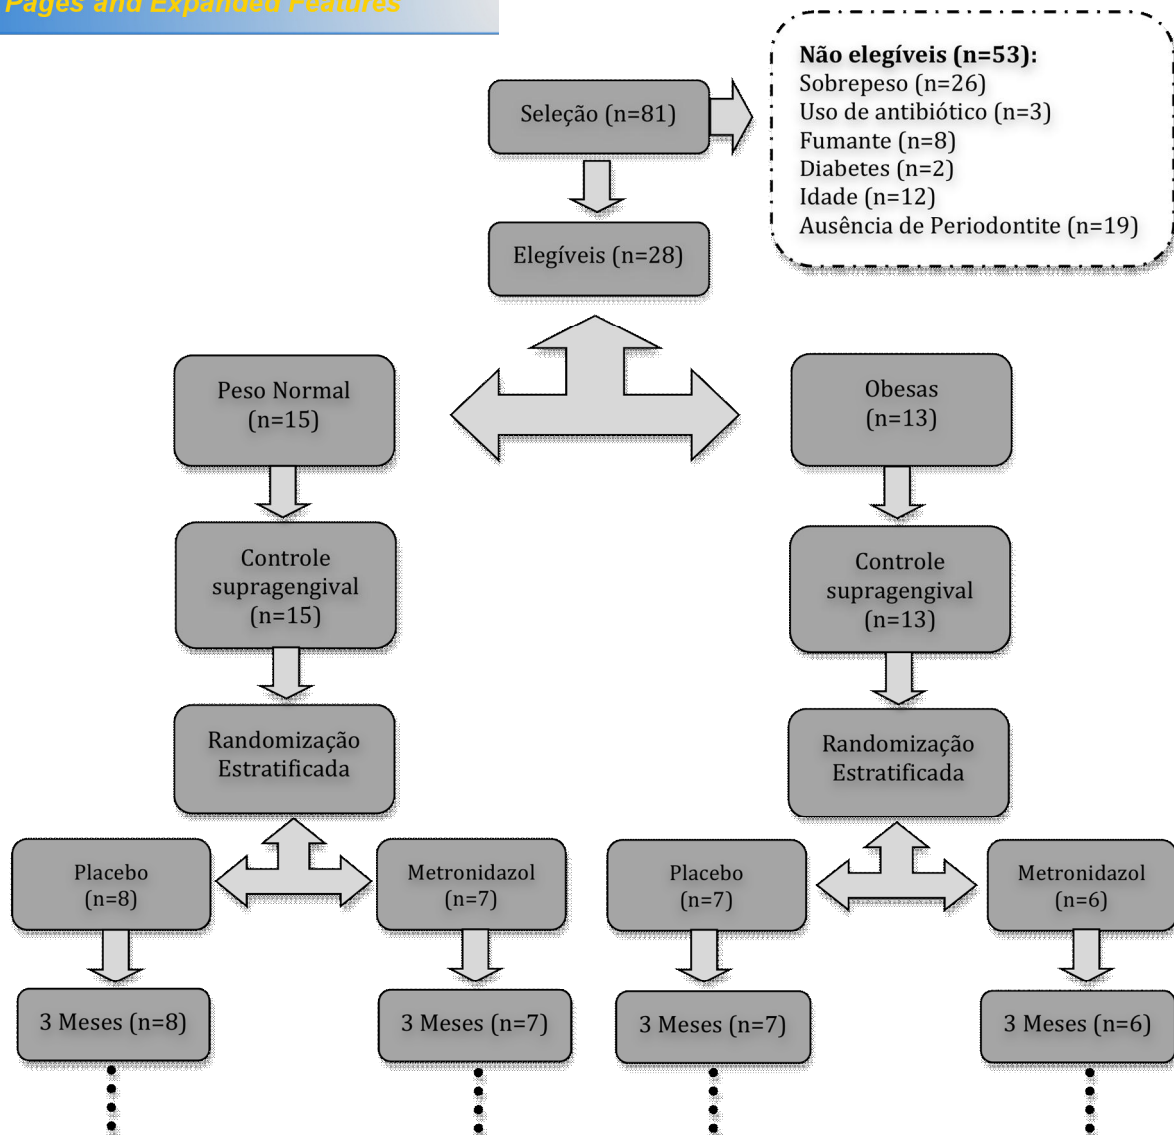 Pages and Expanded Features
Seleção (n=81)
Não elegíveis (n=53):
Sobrepeso (n=26)
Uso de antibiótico (n=3)
Fumante (n=8)
Diabetes (n=2)
Idade (n=12)
Ausência de Periodontite (n=19)
Elegíveis (n=28)
Peso Normal
(n=15)
Obesas
(n=13)
Controle
supragengival
(n=15)
Controle
supragengival
(n=13)
Randomização
Estratificada
Randomização
Estratificada
Placebo
(n=8)
Metronidazol
(n=7)
Placebo
(n=7)
Metronidazol
(n=6)
3 Meses (n=8)
3 Meses (n=7)
3 Meses (n=7)
3 Meses (n=6)